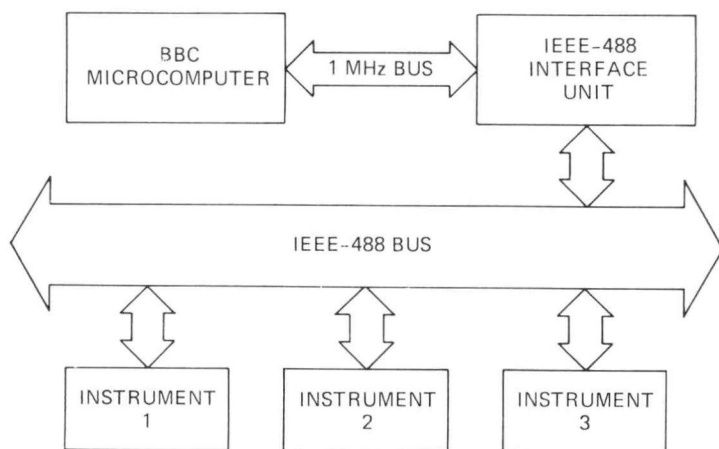 BBC
MICROCOMPUTER
1 MHz BUS
IEEE-488
INTERFACE
UNIT
IEEE-488 BUS
INSTRUMENT
1
INSTRUMENT
2
INSTRUMENT
3